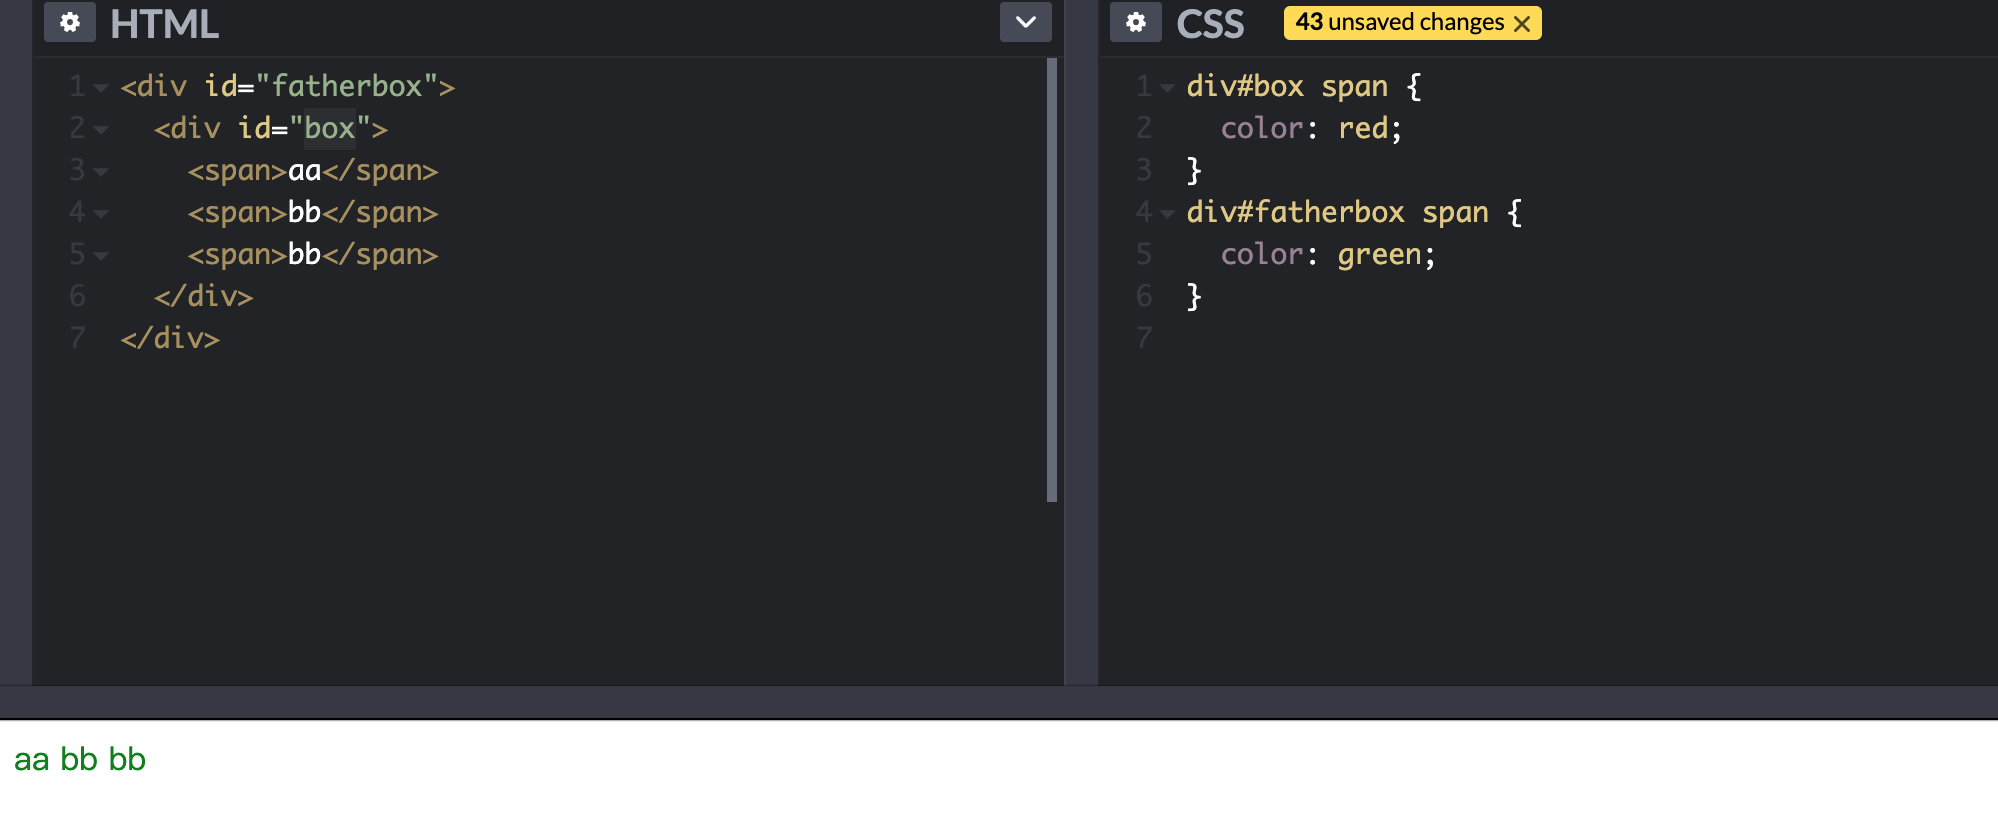 HTML
1 <div id="fatherbox">
2 <div id="box">
3 <span>aa</span>
4 <span>bb</span>
5 <span>bb</span>
6 </div>
7 </div>
CSS 43 unsaved changes
1 div#box span {
2 color: red;
3 }
4 div#fatherbox span {
5 color: green;
6 }
7
aa bb bb